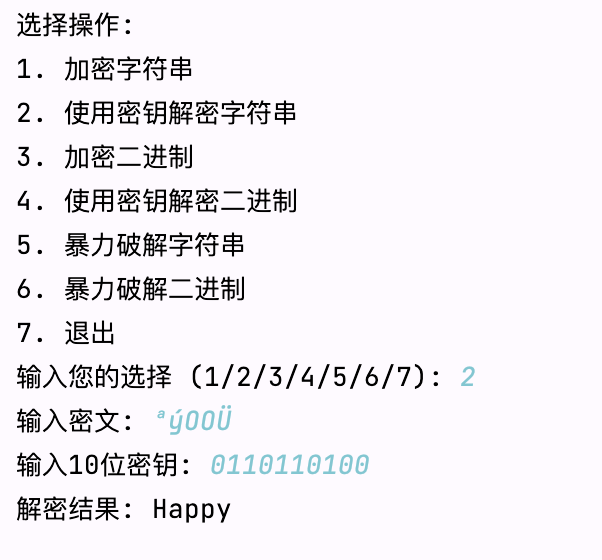 选择操作:
1. 加密字符串
2. 使用密钥解密字符串
3. 加密二进制
4. 使用密钥解密二进制
5. 暴力破解字符串
6. 暴力破解二进制
7. 退出
输入您的选择 (1/2/3/4/5/6/7): 2
输入密文: ªýOOÜ
输入10位密钥: 0110110100
解密结果: Happy